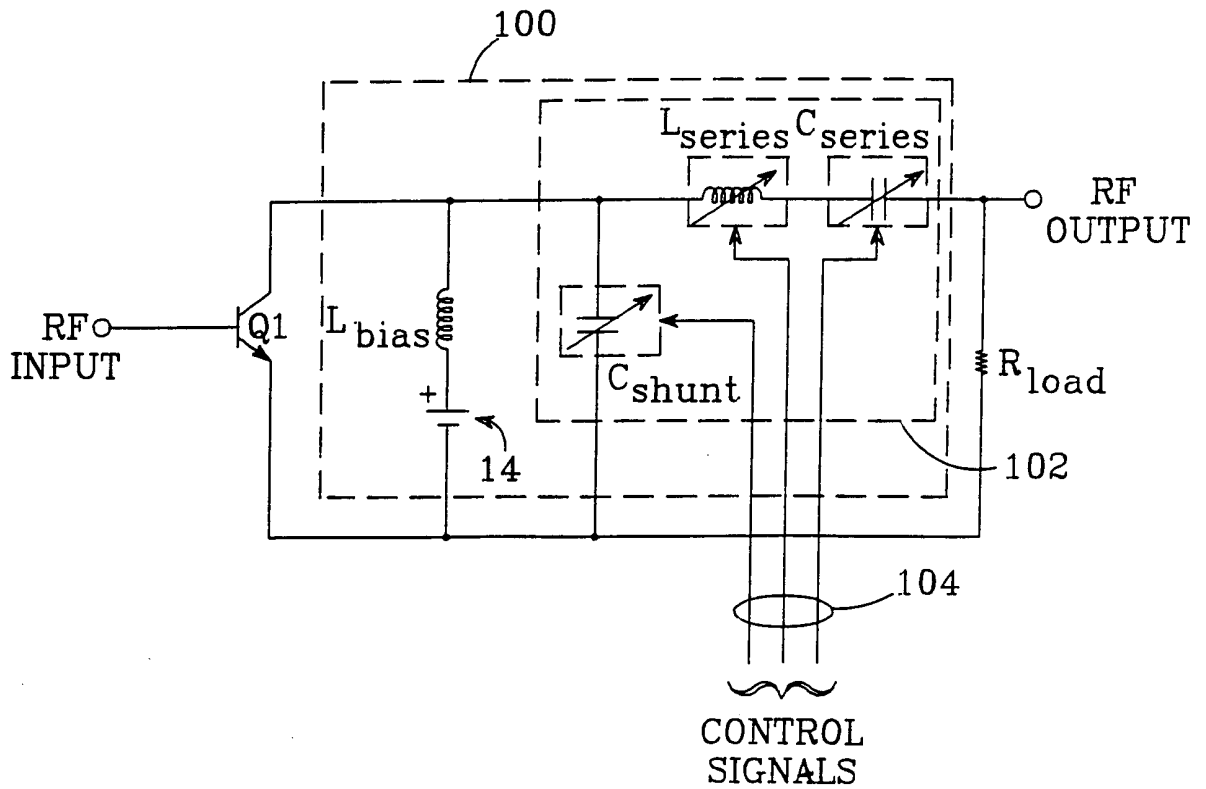 100
L series
C series
RF
OUTPUT
RF
INPUT
Q1
L bias
+
14
C shunt
R load
102
104
CONTROL
SIGNALS